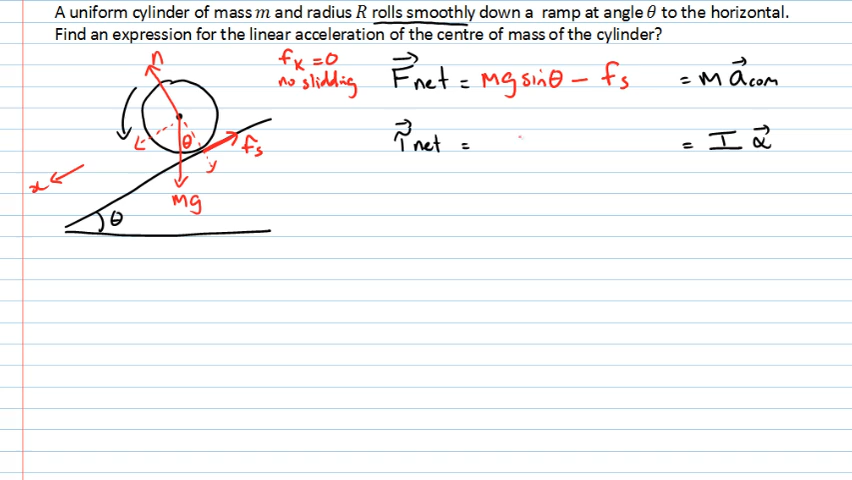 A uniform cylinder of mass m and radius R rolls smoothly down a ramp at angle θ to the horizontal.
Find an expression for the linear acceleration of the centre of mass of the cylinder?
n
fₖ = 0
no slidding
F⃗net = mg sinθ − fₛ = m a⃗com
τ⃗net = = I α⃗
θ
fₛ
y
x
mg
θ